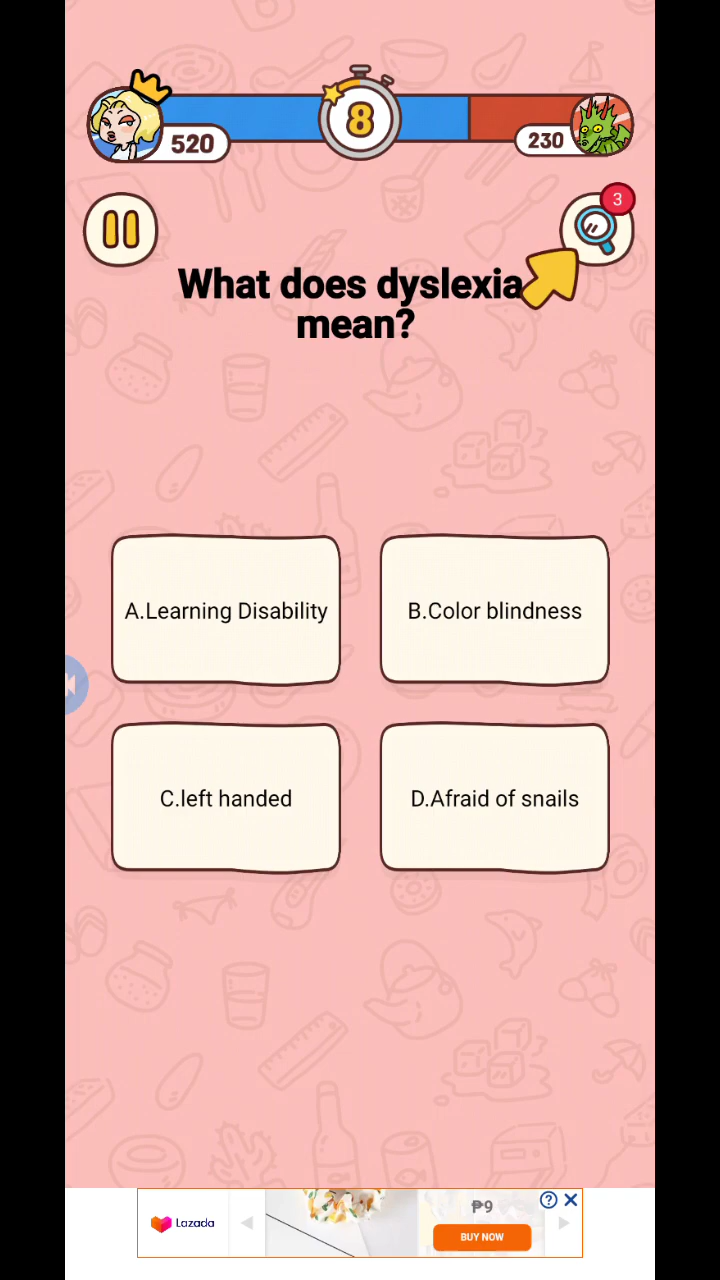 520
8
230
3
What does dyslexia
mean?
A.Learning Disability
B.Color blindness
C.left handed
D.Afraid of snails
Lazada
₱9
BUY NOW